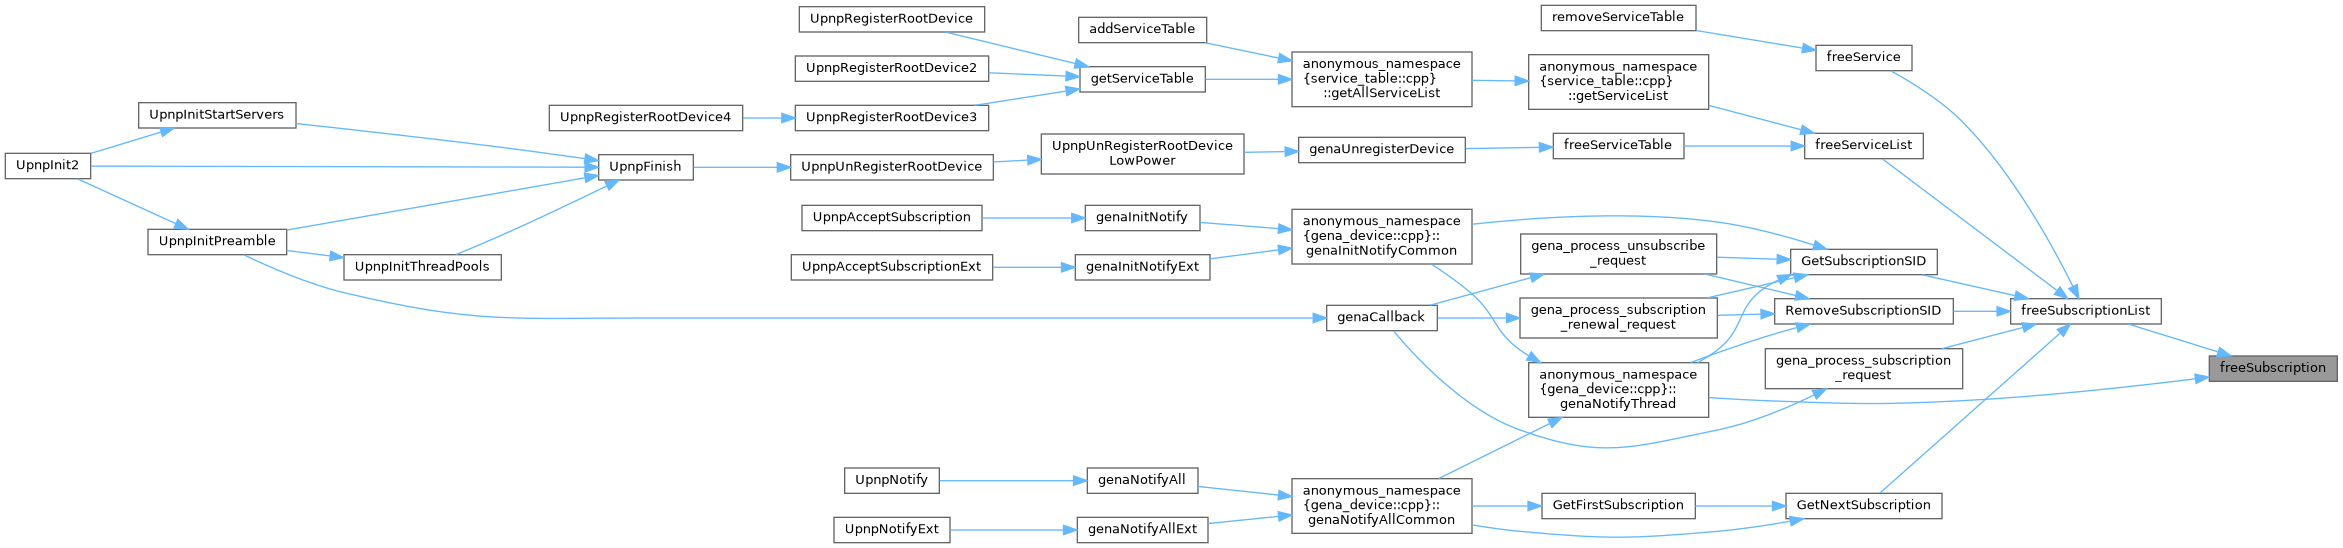 UpnpInit2
UpnpInitStartServers
UpnpInitPreamble
UpnpInitThreadPools
UpnpRegisterRootDevice4
UpnpFinish
UpnpRegisterRootDevice
UpnpRegisterRootDevice2
UpnpRegisterRootDevice3
UpnpUnRegisterRootDevice
UpnpAcceptSubscription
UpnpAcceptSubscriptionExt
UpnpNotify
UpnpNotifyExt
addServiceTable
getServiceTable
UpnpUnRegisterRootDevice
LowPower
genaInitNotify
genaInitNotifyExt
genaNotifyAll
genaNotifyAllExt
anonymous_namespace
{service_table::cpp}
::getAllServiceList
genaUnregisterDevice
anonymous_namespace
{gena_device::cpp}::
genaInitNotifyCommon
genaCallback
anonymous_namespace
{gena_device::cpp}::
genaNotifyAllCommon
anonymous_namespace
{service_table::cpp}
::getServiceList
freeServiceTable
gena_process_unsubscribe
_request
gena_process_subscription
_renewal_request
anonymous_namespace
{gena_device::cpp}::
genaNotifyThread
GetFirstSubscription
removeServiceTable
freeService
freeServiceList
GetSubscriptionSID
RemoveSubscriptionSID
gena_process_subscription
_request
GetNextSubscription
freeSubscriptionList
freeSubscription